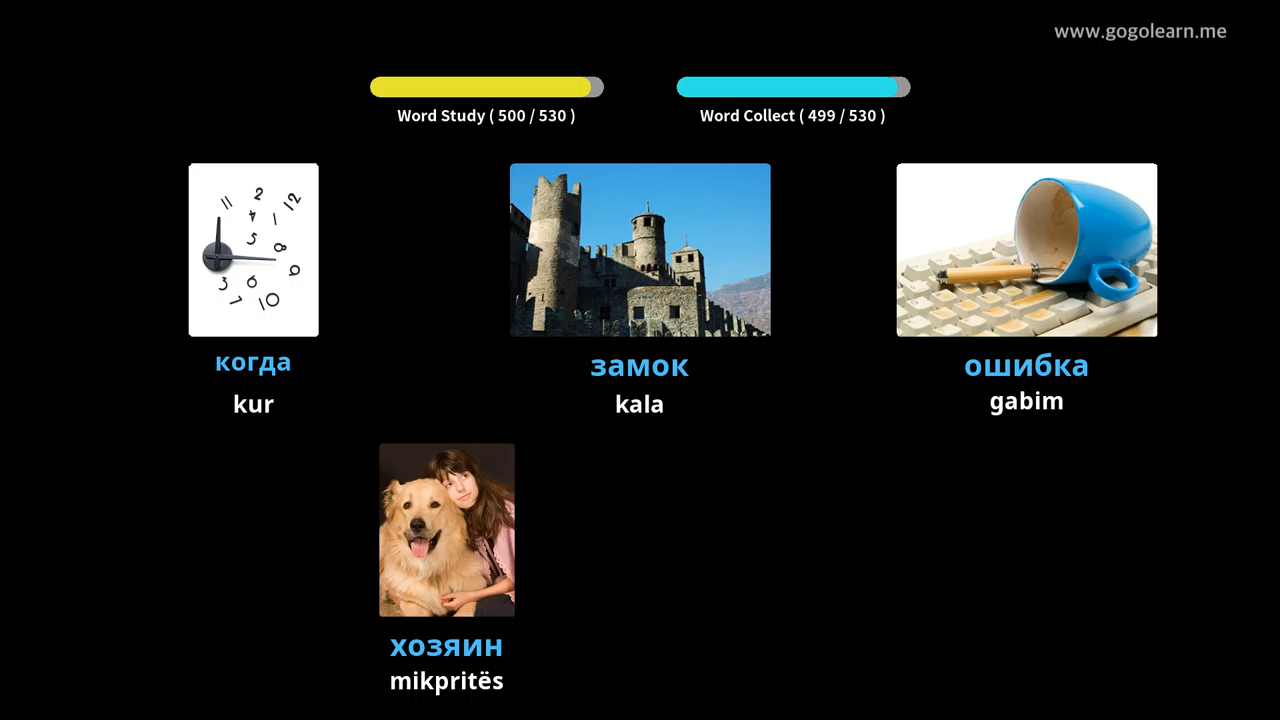 www.gogolearn.me
Word Study ( 500 / 530 )
Word Collect ( 499 / 530 )
когда
kur
замок
kala
ошибка
gabim
хозяин
mikpritës